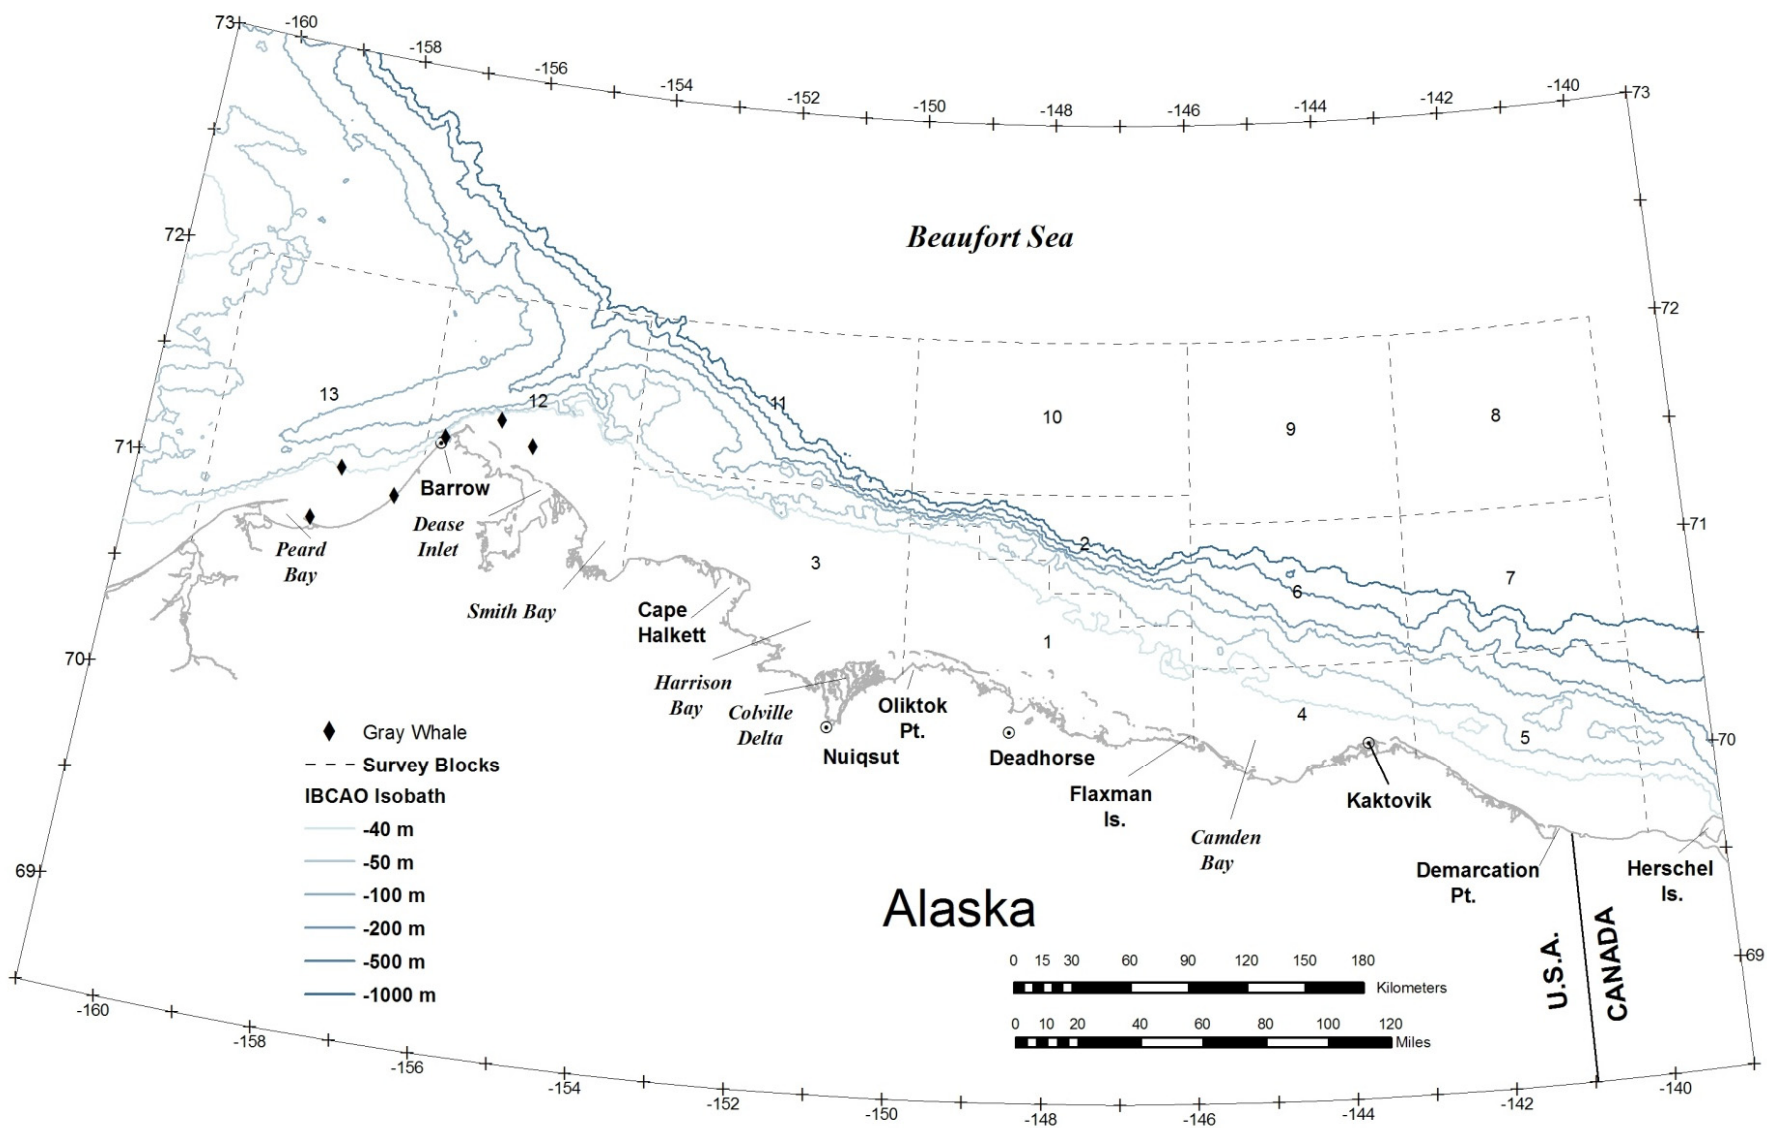 73
-160
-158
-156
-154
-152
-150
-148
-146
-144
-142
-140
73
72
Beaufort Sea
72
13
12
11
10
9
8
71
Barrow
Dease
Inlet
Peard
Bay
71
2
3
6
7
Smith Bay
Cape
Halkett
1
70
Harrison
Bay
Colville
Delta
Oliktok
Pt.
4
5
70
Nuiqsut
Deadhorse
Flaxman
Is.
Kaktovik
Camden
Bay
Demarcation
Pt.
Herschel
Is.
Gray Whale
Survey Blocks
IBCAO Isobath
-40 m
-50 m
-100 m
-200 m
-500 m
-1000 m
69
Alaska
U.S.A.
CANADA
69
0 15 30 60 90 120 150 180
Kilometers
0 10 20 40 60 80 100 120
Miles
-160
-158
-156
-154
-152
-150
-148
-146
-144
-142
-140